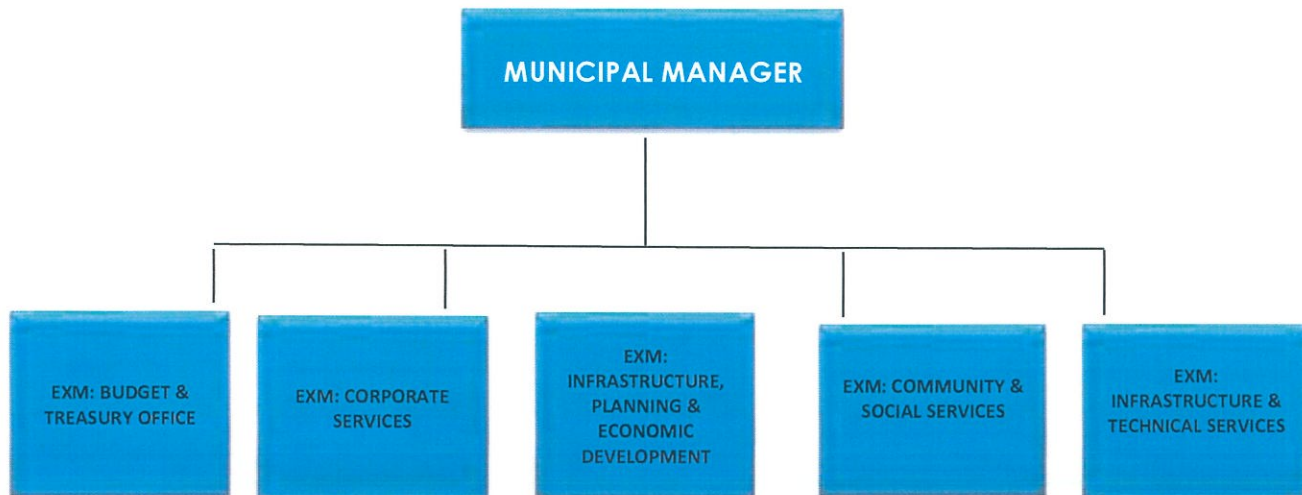 MUNICIPAL MANAGER
EXM: BUDGET &
TREASURY OFFICE
EXM: CORPORATE
SERVICES
EXM:
INFRASTRUCTURE,
PLANNING &
ECONOMIC
DEVELOPMENT
EXM: COMMUNITY &
SOCIAL SERVICES
EXM:
INFRASTRUCTURE &
TECHNICAL SERVICES